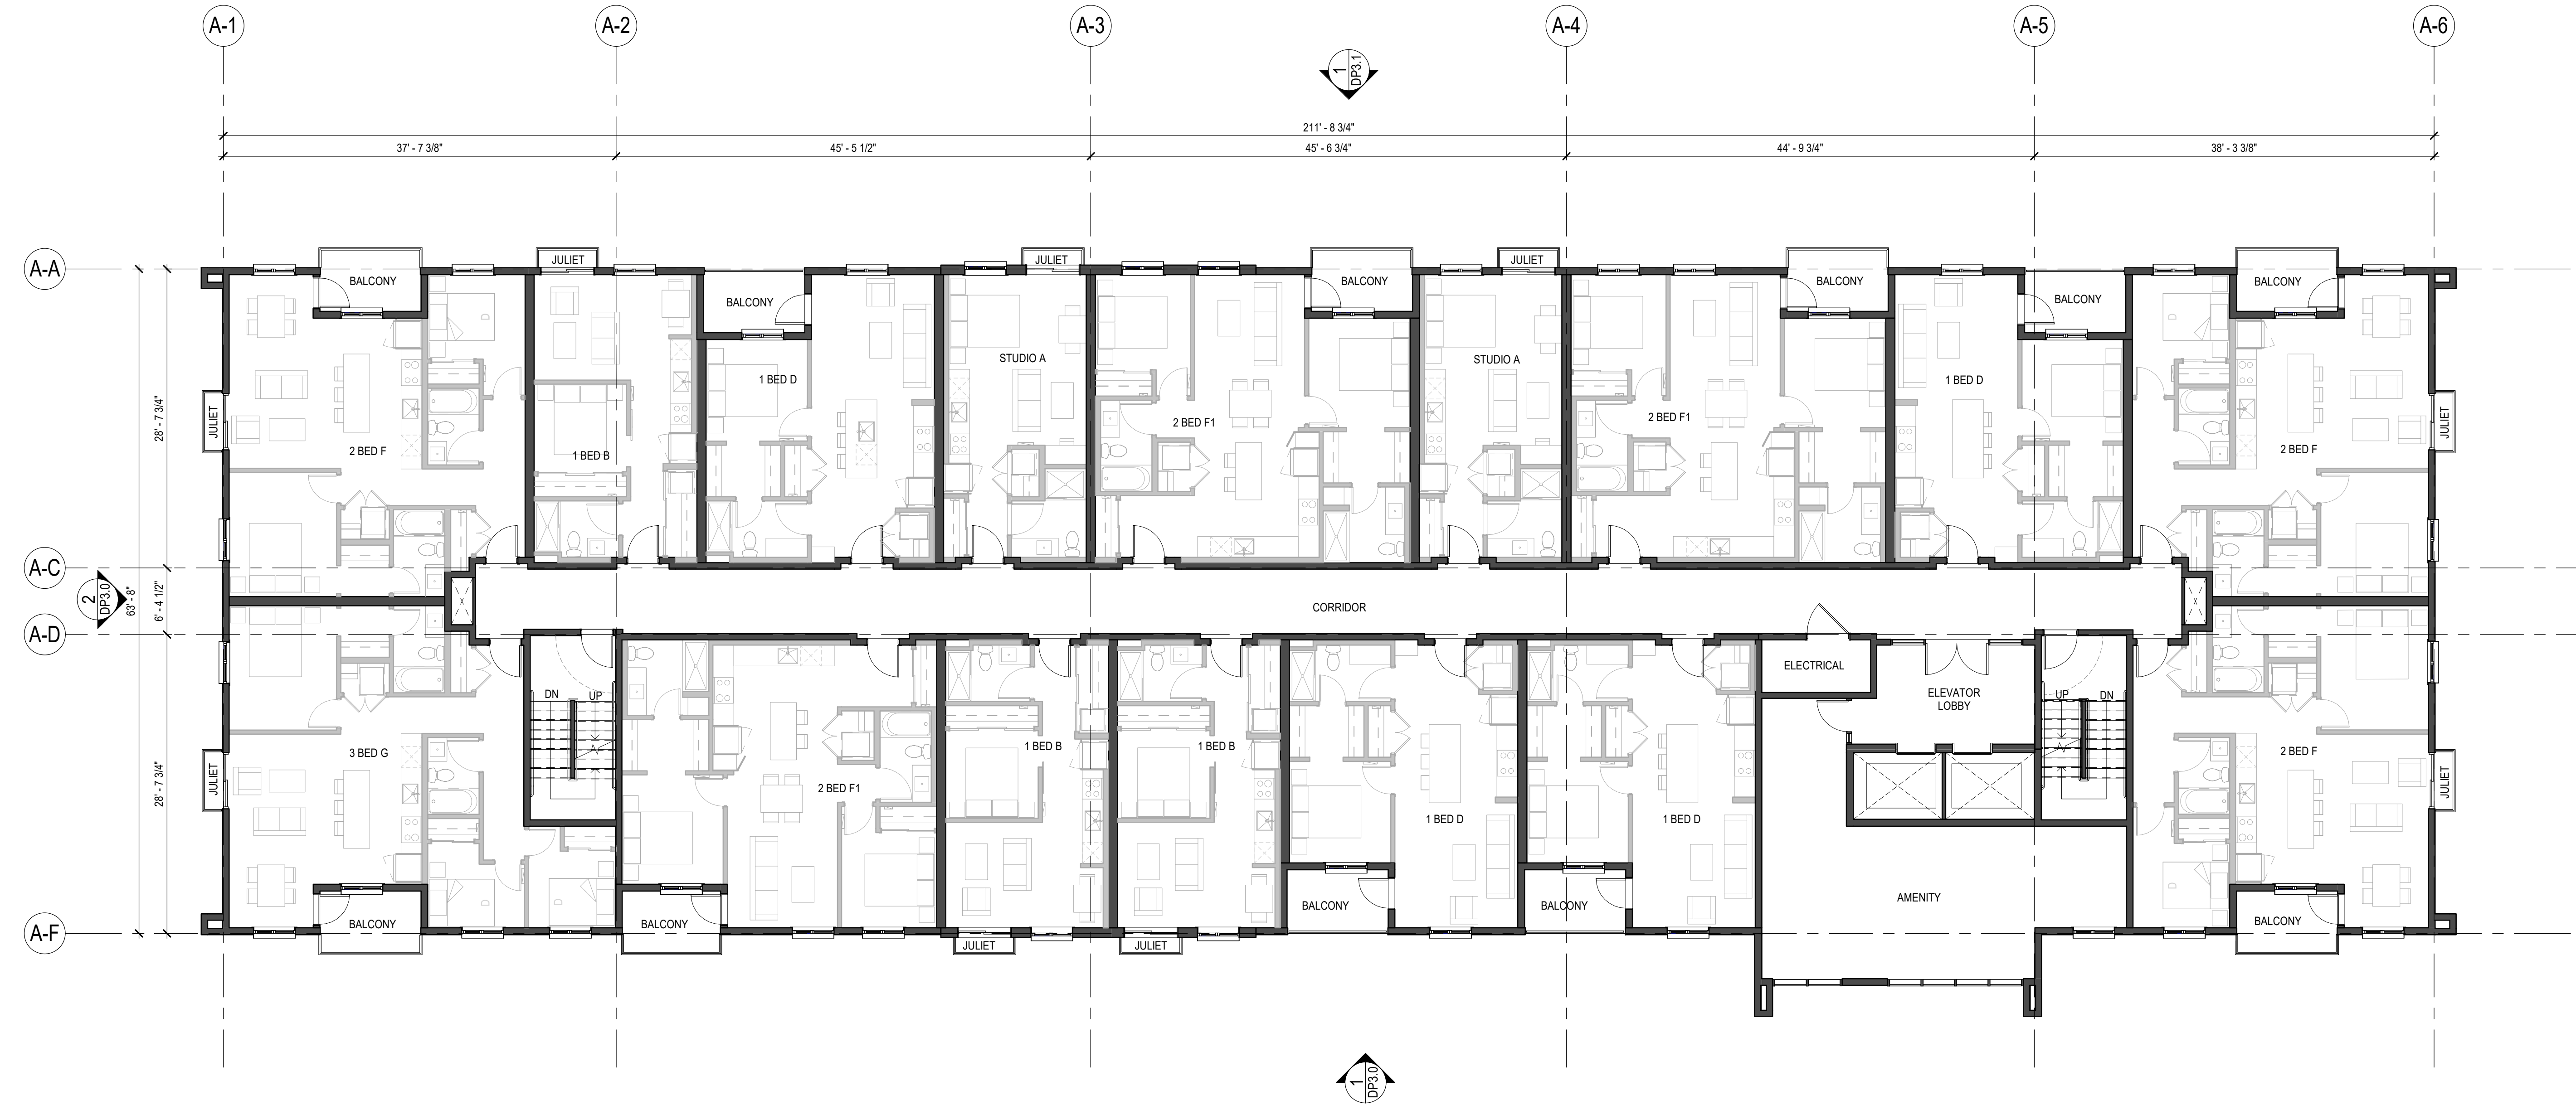 A-1
A-2
A-3
A-4
A-5
A-6
1
DP3.1
211' - 8 3/4"
37' - 7 3/8"
45' - 5 1/2"
45' - 6 3/4"
44' - 9 3/4"
38' - 3 3/8"
A-A
JULIET
JULIET
JULIET
BALCONY
BALCONY
BALCONY
BALCONY
BALCONY
BALCONY
STUDIO A
STUDIO A
1 BED D
1 BED D
28' - 7 3/4"
JULIET
2 BED F
1 BED B
2 BED F1
2 BED F1
2 BED F
JULIET
A-C
2
DP3.0
63' - 8"
6' - 4 1/2"
CORRIDOR
A-D
ELECTRICAL
ELEVATOR
LOBBY
DN
UP
UP
DN
28' - 7 3/4"
JULIET
3 BED G
2 BED F1
1 BED B
1 BED B
1 BED D
1 BED D
2 BED F
JULIET
AMENITY
A-F
BALCONY
BALCONY
BALCONY
BALCONY
BALCONY
JULIET
JULIET
1
DP3.0